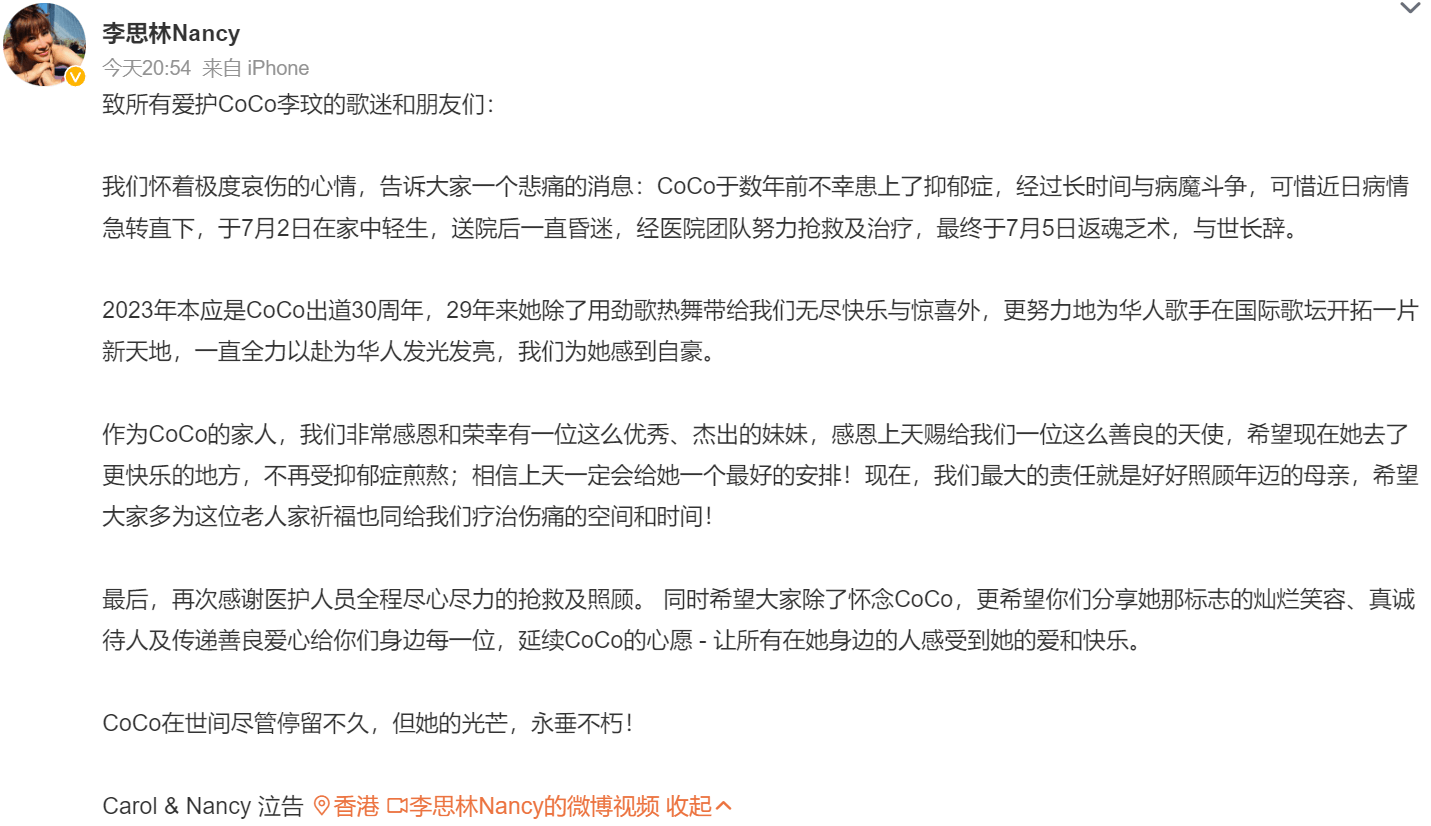 李思林Nancy
今天20:54 来自 iPhone
致所有爱护CoCo李玟的歌迷和朋友们：
我们怀着极度哀伤的心情，告诉大家一个悲痛的消息：CoCo于数年前不幸患上了抑郁症，经过长时间与病魔斗争，可惜近日病情
急转直下，于7月2日在家中轻生，送院后一直昏迷，经医院团队努力抢救及治疗，最终于7月5日返魂乏术，与世长辞。
2023年本应是CoCo出道30周年，29年来她除了用劲歌热舞带给我们无尽快乐与惊喜外，更努力地为华人歌手在国际歌坛开拓一片
新天地，一直全力以赴为华人发光发亮，我们为她感到自豪。
作为CoCo的家人，我们非常感恩和荣幸有一位这么优秀、杰出的妹妹，感恩上天赐给我们一位这么善良的天使，希望现在她去了
更快乐的地方，不再受抑郁症煎熬；相信上天一定会给她一个最好的安排！现在，我们最大的责任就是好好照顾年迈的母亲，希望
大家多为这位老人家祈福也同给我们疗治伤痛的空间和时间！
最后，再次感谢医护人员全程尽心尽力的抢救及照顾。 同时希望大家除了怀念CoCo，更希望你们分享她那标志的灿烂笑容、真诚
待人及传递善良爱心给你们身边每一位，延续CoCo的心愿 - 让所有在她身边的人感受到她的爱和快乐。
CoCo在世间尽管停留不久，但她的光芒，永垂不朽！
Carol & Nancy 泣告 香港 李思林Nancy的微博视频 收起